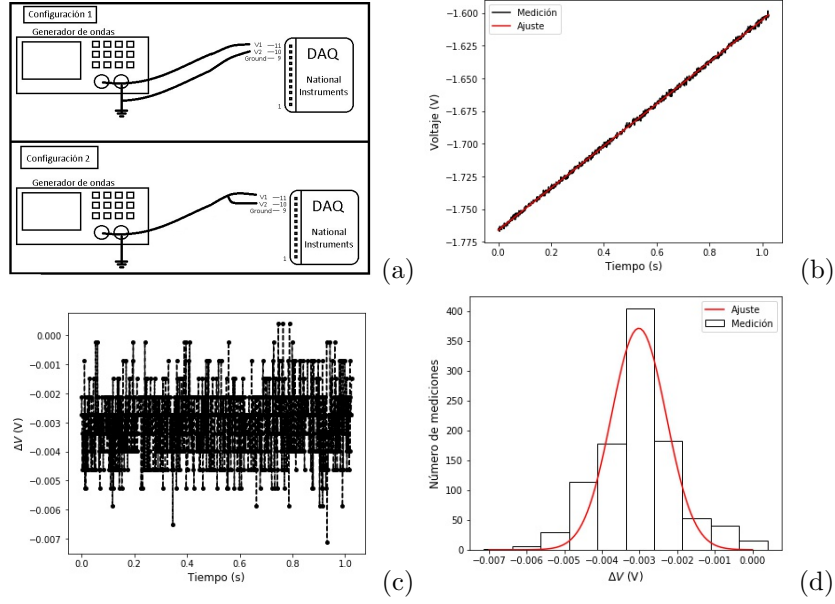 Configuración 1
Generador de ondas
V1 11
V2 10
Ground 9
DAQ
National
Instruments
1
Configuración 2
Generador de ondas
V1 11
V2 10
Ground 9
DAQ
National
Instruments
1
(a)
Medición
Ajuste
Voltaje (V)
−1.600
−1.625
−1.650
−1.675
−1.700
−1.725
−1.750
−1.775
0.0 0.2 0.4 0.6 0.8 1.0
Tiempo (s)
(b)
ΔV (V)
0.000
−0.001
−0.002
−0.003
−0.004
−0.005
−0.006
−0.007
0.0 0.2 0.4 0.6 0.8 1.0
Tiempo (s)
(c)
Ajuste
Medición
Número de mediciones
400
350
300
250
200
150
100
50
0
−0.007 −0.006 −0.005 −0.004 −0.003 −0.002 −0.001 0.000
ΔV (V)
(d)